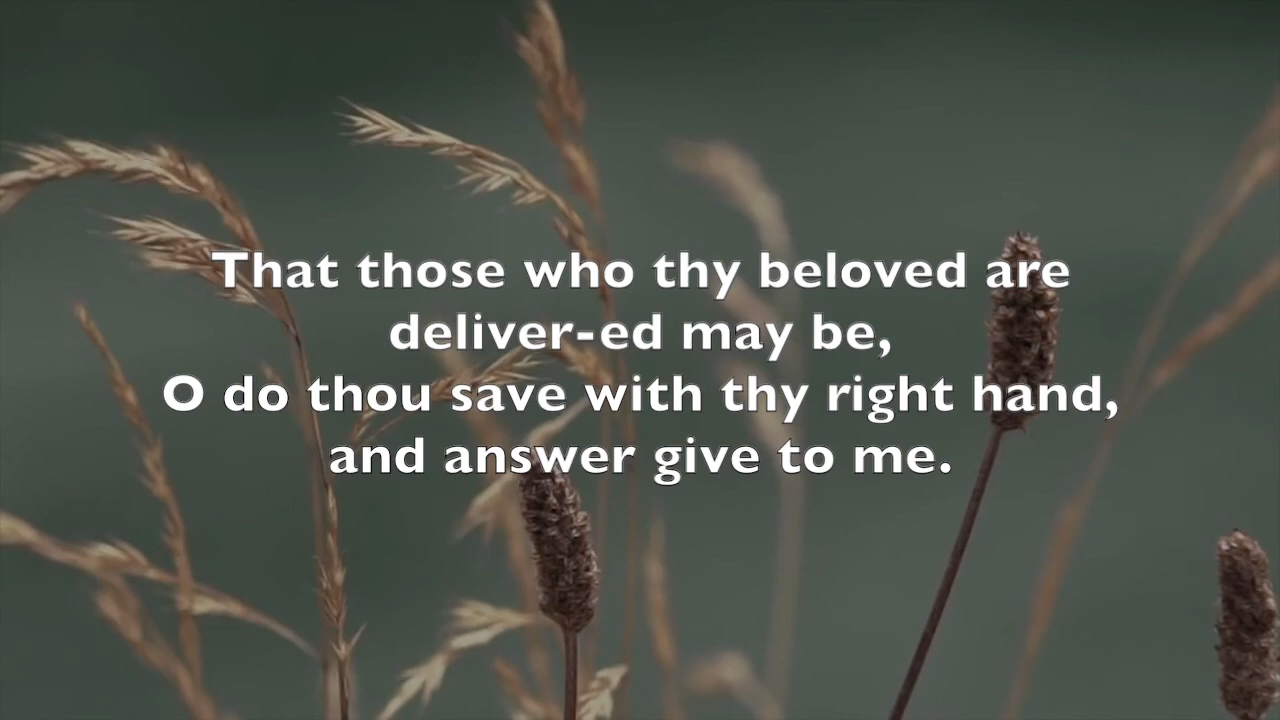 That those who thy beloved are
deliver-ed may be,
O do thou save with thy right hand,
and answer give to me.